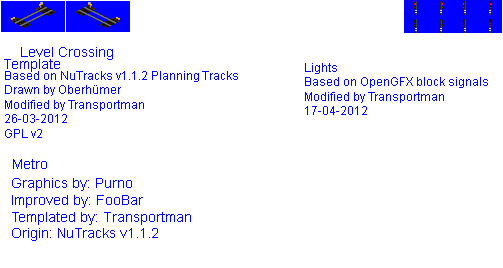 Level Crossing
Template
Based on NuTracks v1.1.2 Planning Tracks
Drawn by Oberhümer
Modified by Transportman
26-03-2012
GPL v2
Lights
Based on OpenGFX block signals
Modified by Transportman
17-04-2012
Metro
Graphics by: Purno
Improved by: FooBar
Templated by: Transportman
Origin: NuTracks v1.1.2